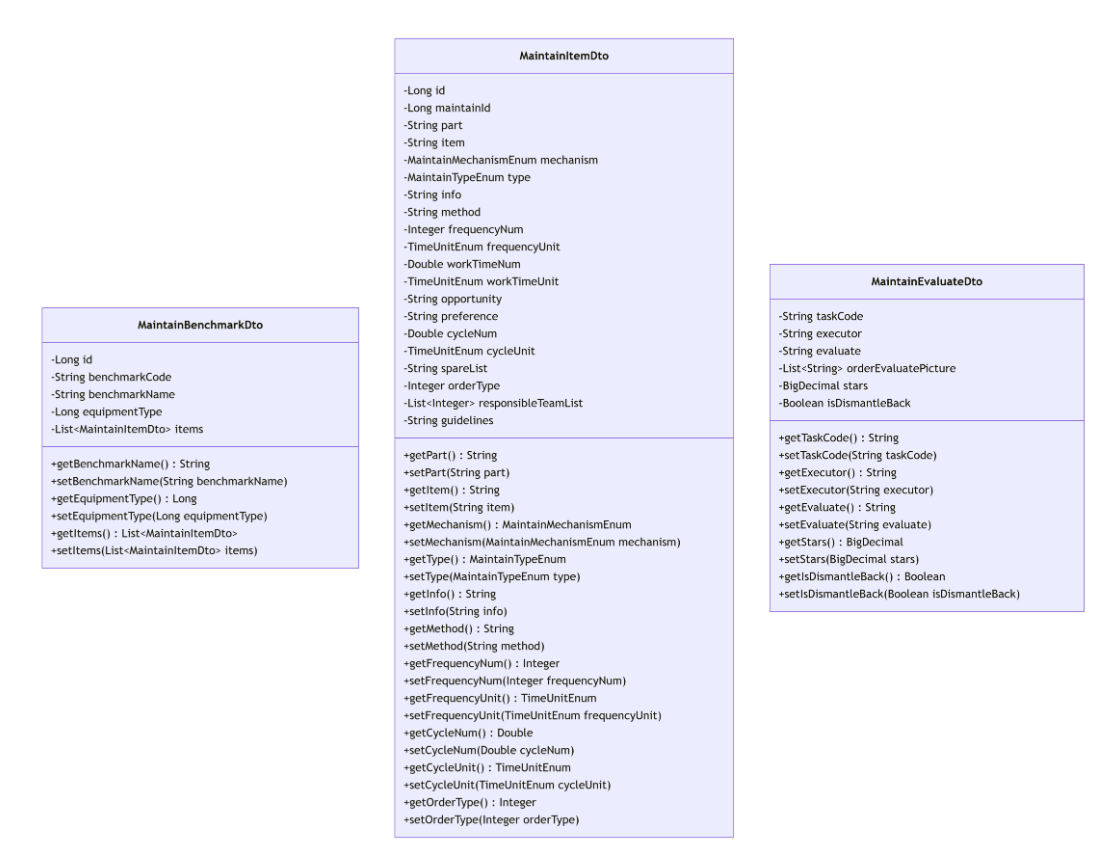 MaintainBenchmarkDto
-Long id
-String benchmarkCode
-String benchmarkName
-Long equipmentType
-List<MaintainItemDto> items
+getBenchmarkName() : String
+setBenchmarkName(String benchmarkName)
+getEquipmentType() : Long
+setEquipmentType(Long equipmentType)
+getItems() : List<MaintainItemDto>
+setItems(List<MaintainItemDto> items)
MaintainItemDto
-Long id
-Long maintainId
-String part
-String item
-MaintainMechanismEnum mechanism
-MaintainTypeEnum type
-String info
-String method
-Integer frequencyNum
-TimeUnitEnum frequencyUnit
-Double workTimeNum
-TimeUnitEnum workTimeUnit
-String opportunity
-String preference
-Double cycleNum
-TimeUnitEnum cycleUnit
-String spareList
-Integer orderType
-List<Integer> responsibleTeamList
-String guidelines
+getPart() : String
+setPart(String part)
+getItem() : String
+setItem(String item)
+getMechanism() : MaintainMechanismEnum
+setMechanism(MaintainMechanismEnum mechanism)
+getType() : MaintainTypeEnum
+setType(MaintainTypeEnum type)
+getInfo() : String
+setInfo(String info)
+getMethod() : String
+setMethod(String method)
+getFrequencyNum() : Integer
+setFrequencyNum(Integer frequencyNum)
+getFrequencyUnit() : TimeUnitEnum
+setFrequencyUnit(TimeUnitEnum frequencyUnit)
+getCycleNum() : Double
+setCycleNum(Double cycleNum)
+getCycleUnit() : TimeUnitEnum
+setCycleUnit(TimeUnitEnum cycleUnit)
+getOrderType() : Integer
+setOrderType(Integer orderType)
MaintainEvaluateDto
-String taskCode
-String executor
-String evaluate
-List<String> orderEvaluatePicture
-BigDecimal stars
-Boolean isDismantleBack
+getTaskCode() : String
+setTaskCode(String taskCode)
+getExecutor() : String
+setExecutor(String executor)
+getEvaluate() : String
+setEvaluate(String evaluate)
+getStars() : BigDecimal
+setStars(BigDecimal stars)
+getIsDismantleBack() : Boolean
+setIsDismantleBack(Boolean isDismantleBack)